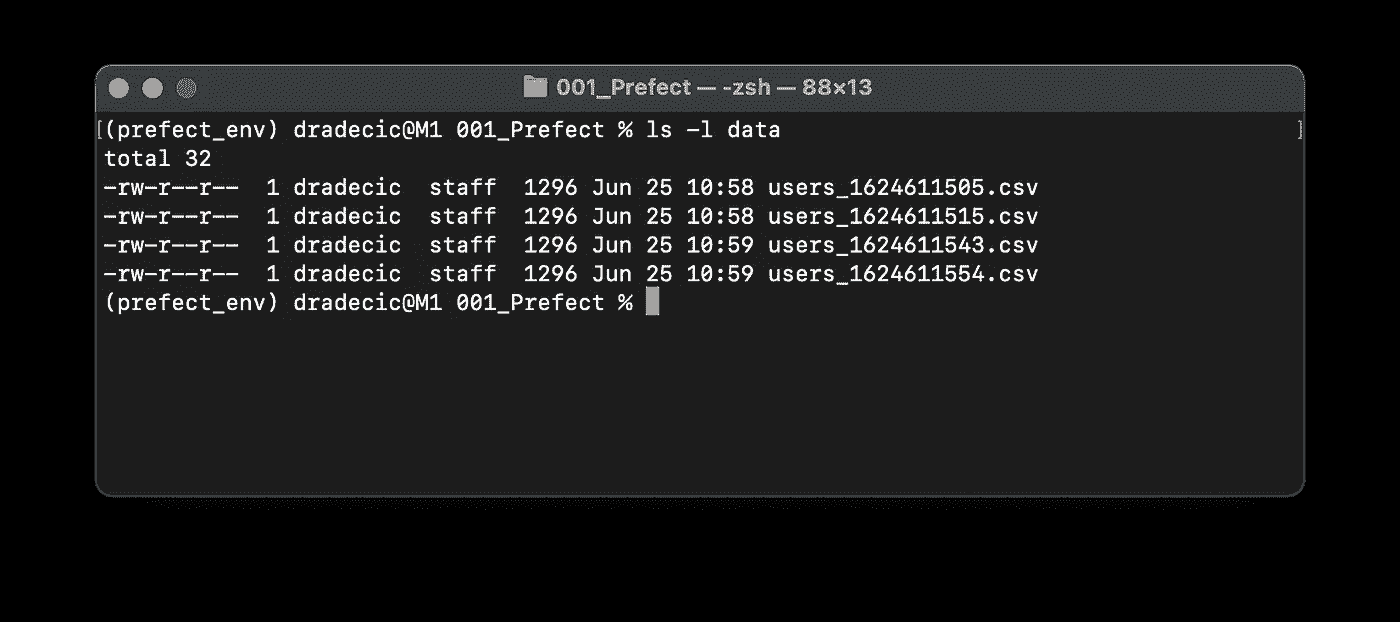 001_Prefect — -zsh — 88×13
[(prefect_env) dradecic@M1 001_Prefect % ls -l data ]
total 32
-rw-r--r--  1 dradecic  staff  1296 Jun 25 10:58 users_1624611505.csv
-rw-r--r--  1 dradecic  staff  1296 Jun 25 10:58 users_1624611515.csv
-rw-r--r--  1 dradecic  staff  1296 Jun 25 10:59 users_1624611543.csv
-rw-r--r--  1 dradecic  staff  1296 Jun 25 10:59 users_1624611554.csv
(prefect_env) dradecic@M1 001_Prefect %